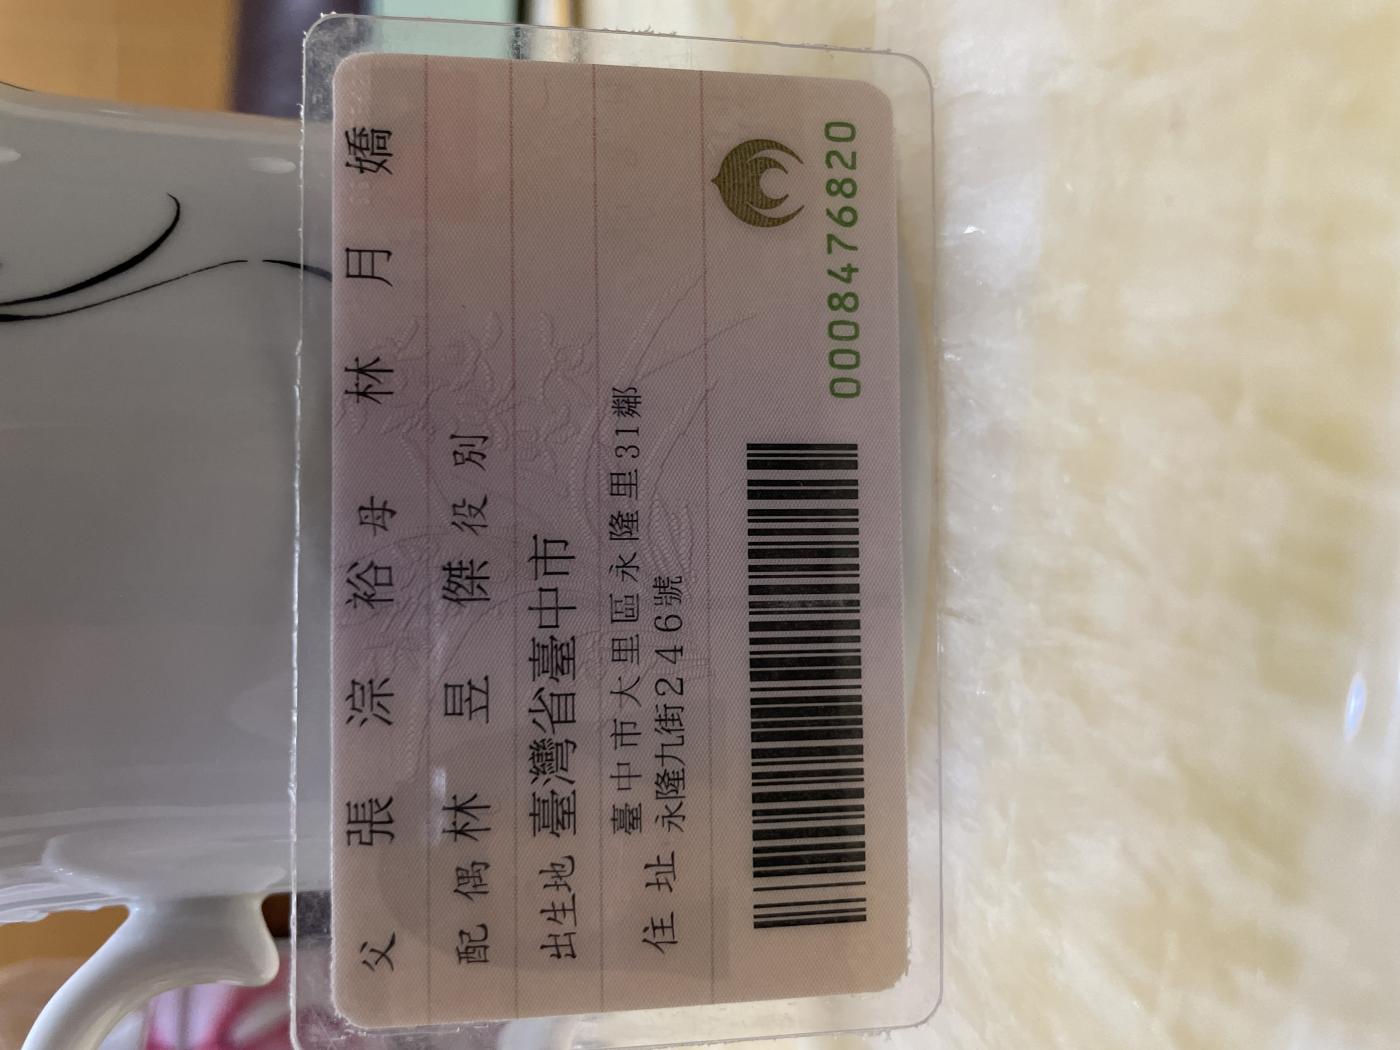 父 張淙裕 母 林月嬌
配偶 林昱傑 役別
出生地 臺灣省臺中市
住址 臺中市大里區永隆里31鄰
永隆九街246號
0008476820